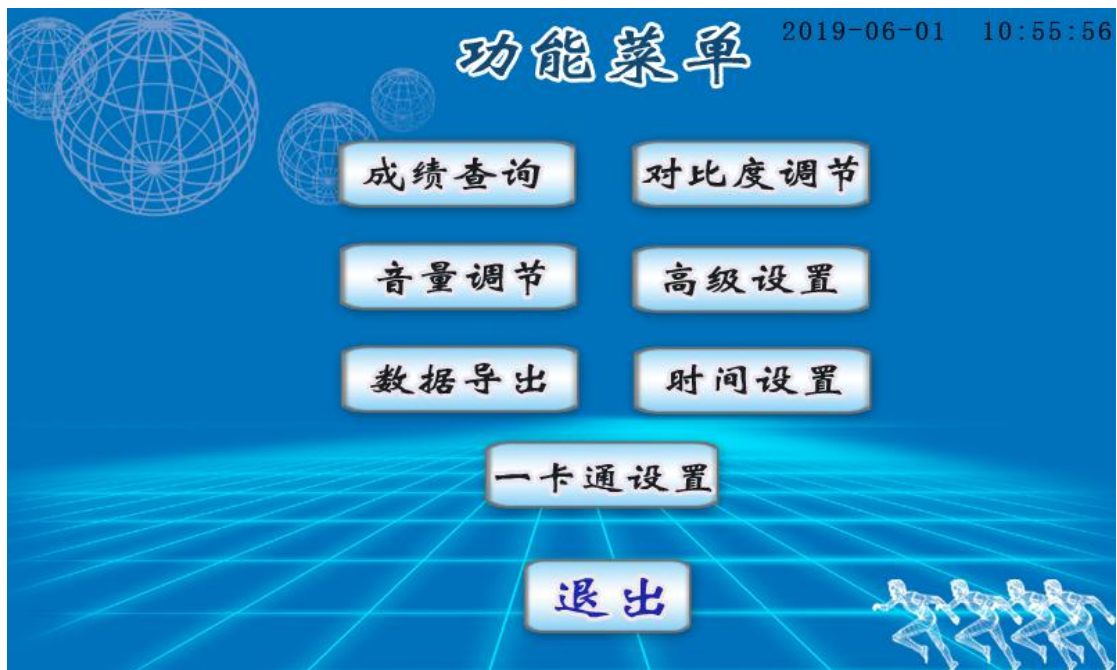 功能菜单 2019-06-01 10:55:56
成绩查询 对比度调节
音量调节 高级设置
数据导出 时间设置
一卡通设置
退出